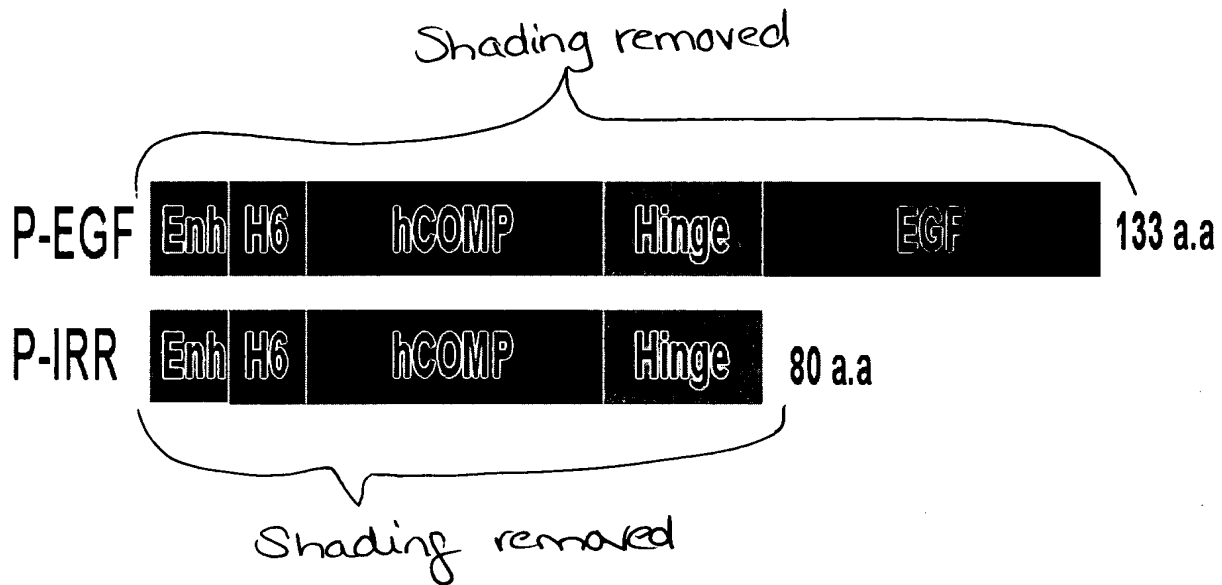 Shading removed
P-EGF Enh H6 hCOMP Hinge EGF 133 a.a
P-IRR Enh H6 hCOMP Hinge 80 a.a
Shading removed